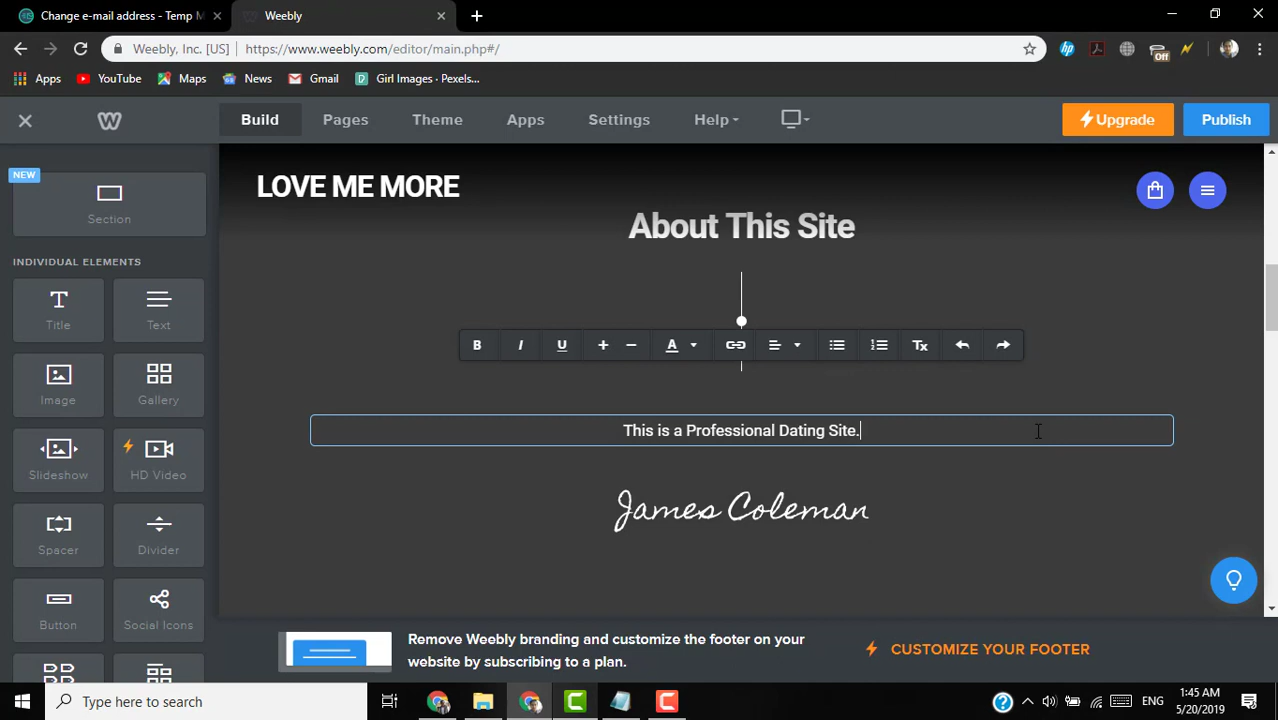 Change e-mail address - Temp M
Weebly
Weebly, Inc. [US]
https://www.weebly.com/editor/main.php#/
Off
Apps
YouTube
Maps
News
Gmail
Girl Images · Pexels...
Build
Pages
Theme
Apps
Settings
Help
Upgrade
Publish
NEW
Section
INDIVIDUAL ELEMENTS
Title
Text
Image
Gallery
Slideshow
HD Video
Spacer
Divider
Button
Social Icons
LOVE ME MORE
About This Site
B I U + − A Tx
This is a Professional Dating Site.
James Coleman
Remove Weebly branding and customize the footer on your
website by subscribing to a plan.
CUSTOMIZE YOUR FOOTER
Type here to search
ENG
1:45 AM
5/20/2019